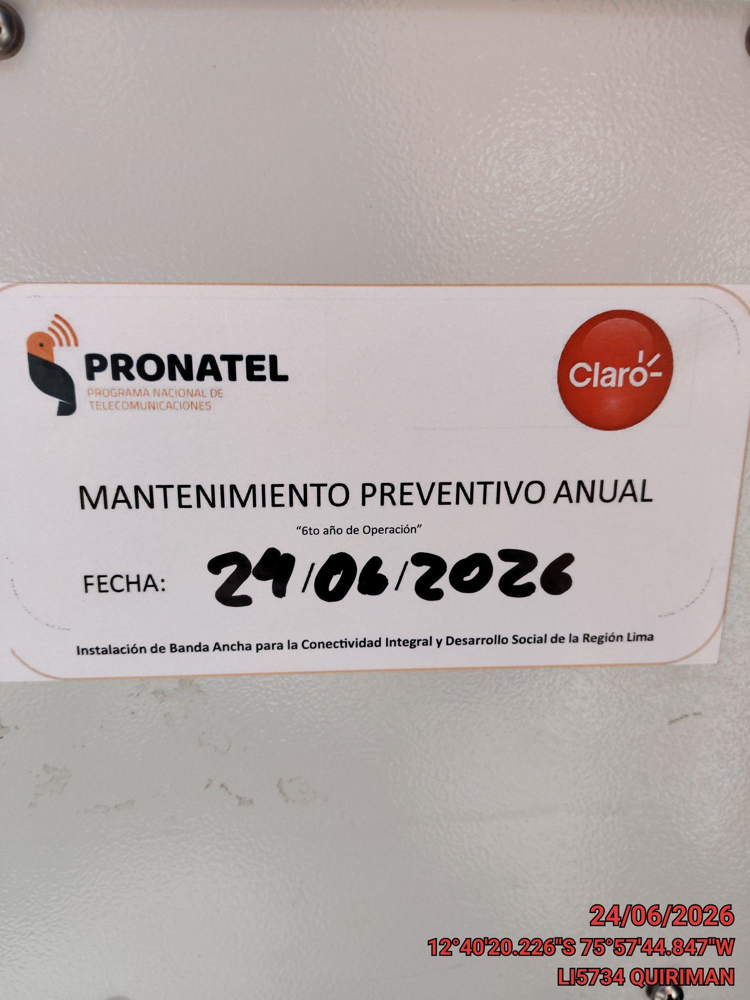 PRONATEL
PROGRAMA NACIONAL DE
TELECOMUNICACIONES
Claro
MANTENIMIENTO PREVENTIVO ANUAL
“6to año de Operación”
FECHA: 24/06/2026
Instalación de Banda Ancha para la Conectividad Integral y Desarrollo Social de la Región Lima
24/06/2026
12°40'20.226"S 75°57'44.847"W
LI5734 QUIRIMAN